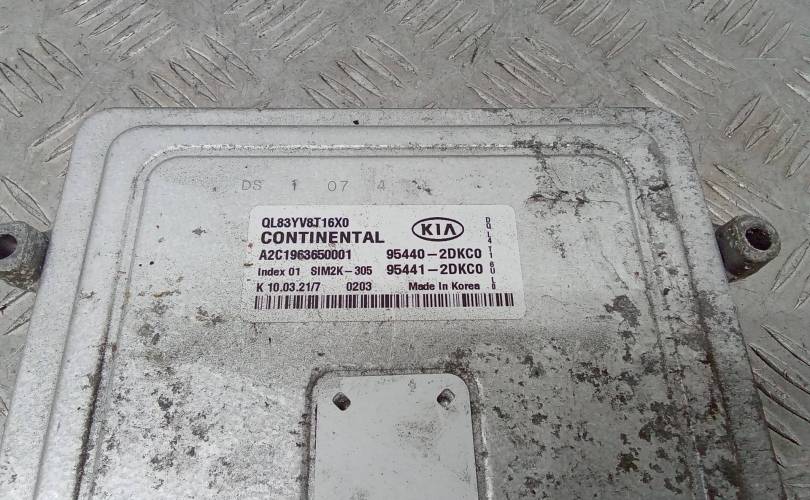 DS 1 07 4
QL83YV8T16X0
CONTINENTAL
KIA
A2C1963650001 95440-2DKC0
Index 01 SIM2K-305 95441-2DKC0
K 10.03.21/7 0203 Made In Korea